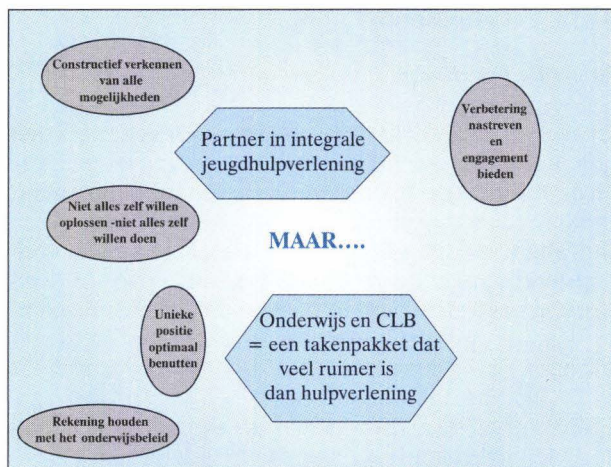 Constructief verkennen
van alle
mogelijkheden
Partner in integrale
jeugdhulpverlening
Verbetering
nastreven
en
engagement
bieden
Niet alles zelf willen
oplossen -niet alles zelf
willen doen
MAAR....
Unieke
positie
optimaal
benutten
Onderwijs en CLB
= een takenpakket dat
veel ruimer is
dan hulpverlening
Rekening houden
met het onderwijsbeleid